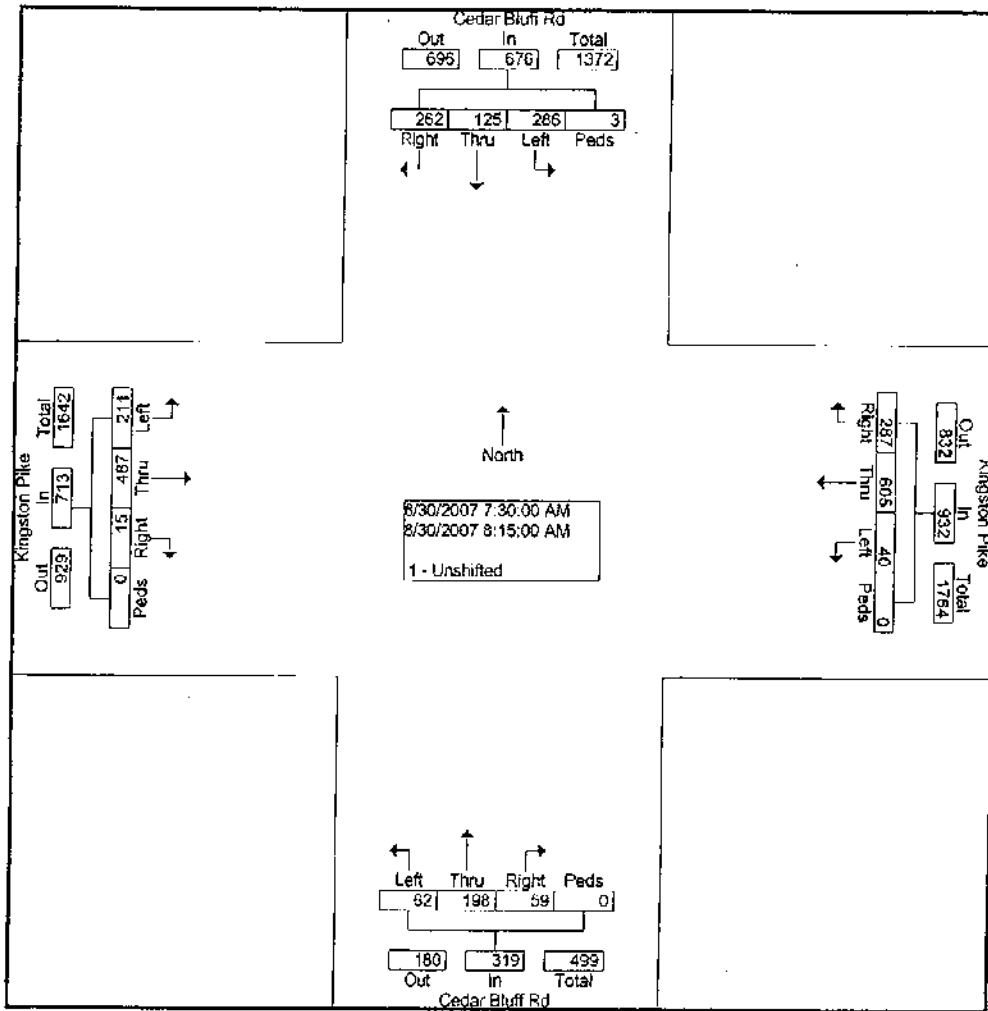 Cedar Bluff Rd
Out In Total
696 676 1372
262 125 286 3
Right Thru Left Peds
Kingston Pike
Total In Out
1642 713 929
211 487 15 0
Left Thru Right Peds
North
8/30/2007 7:30:00 AM
8/30/2007 8:15:00 AM
1 - Unshifted
Right Thru Left Peds
287 605 40 0
Out In Total
832 932 1764
Kingston Pike
Left Thru Right Peds
62 198 59 0
180 319 499
Out In Total
Cedar Bluff Rd